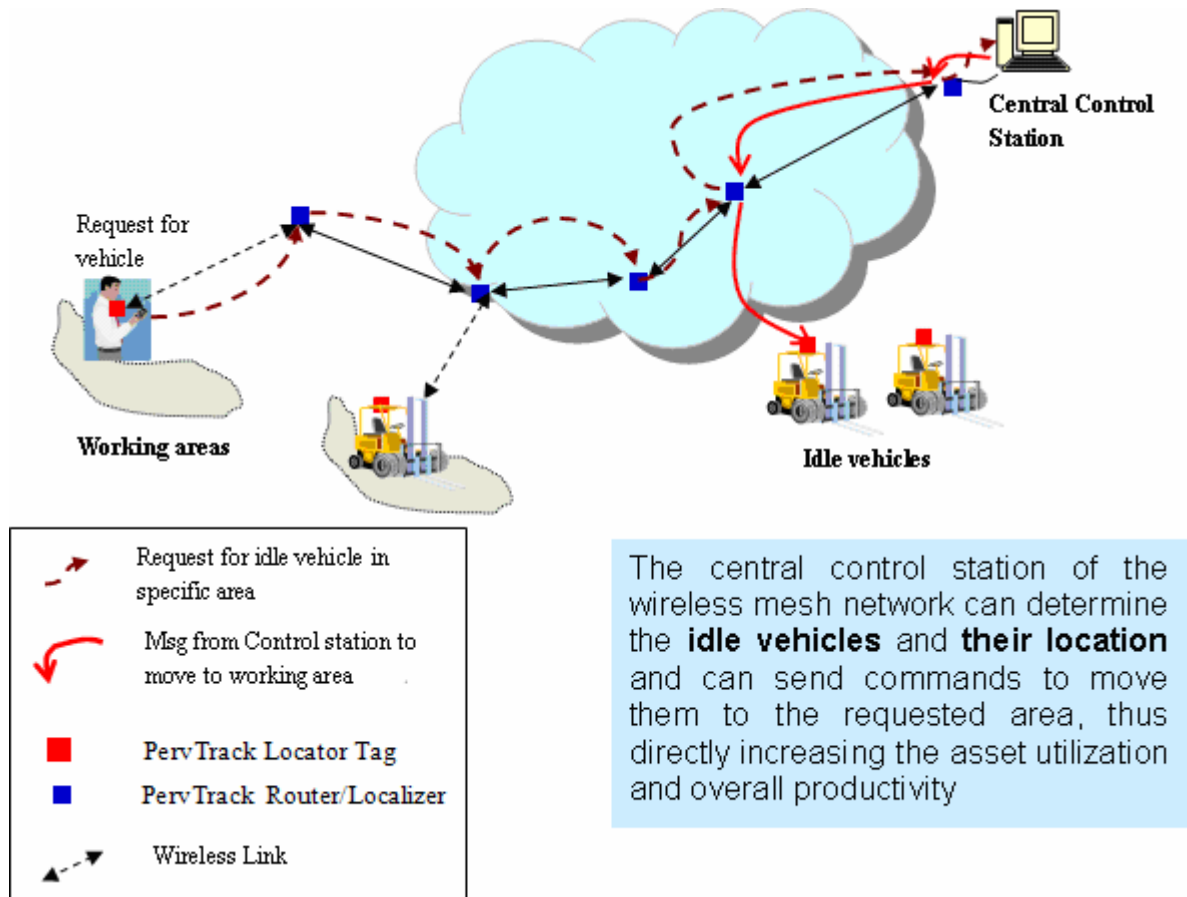 Central Control
Station
Request for
vehicle
Working areas
Idle vehicles
Request for idle vehicle in
specific area
Msg from Control station to
move to working area
PervTrack Locator Tag
PervTrack Router/Localizer
Wireless Link
The central control station of the
wireless mesh network can determine
the idle vehicles and their location
and can send commands to move
them to the requested area, thus
directly increasing the asset utilization
and overall productivity